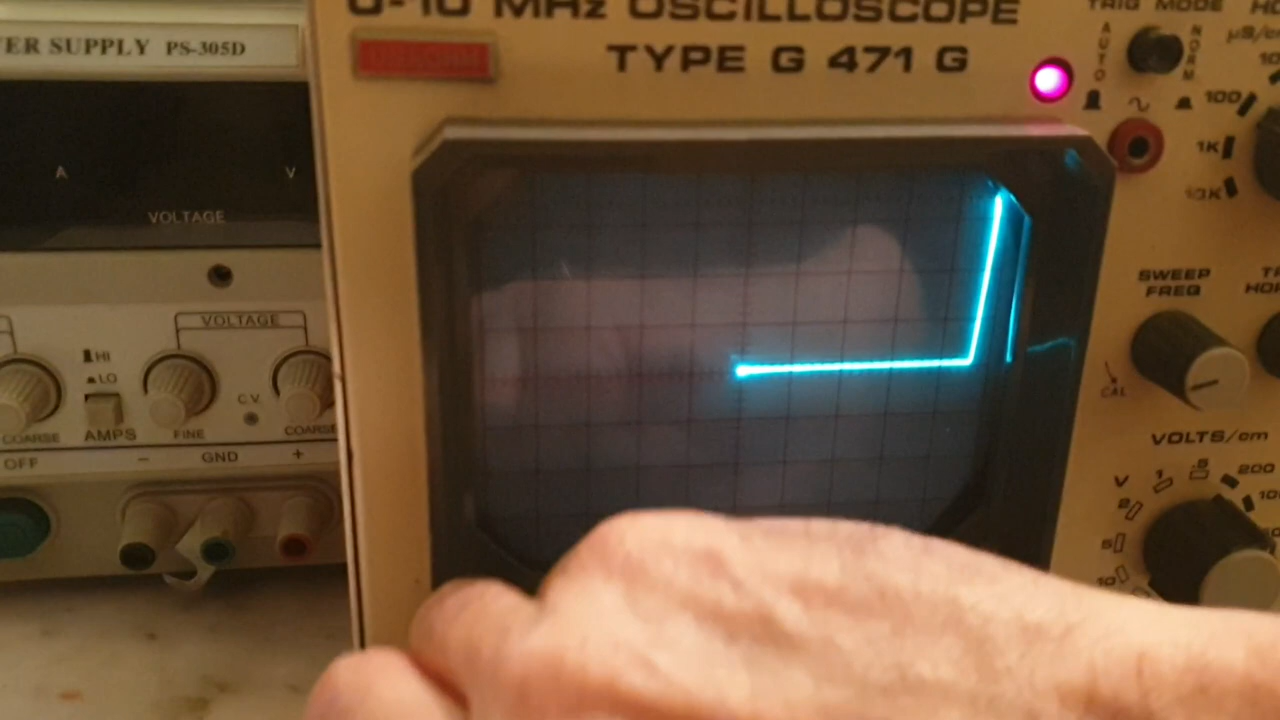 0-10 MHz OSCILLOSCOPE
TYPE G 471 G
ER SUPPLY PS-305D
A
V
VOLTAGE
VOLTAGE
HI
LO
C.V.
COARSE
AMPS
FINE
COARSE
OFF
−
GND
+
TRIG MODE
AUTO
NORM
µS/c
100
1K
10K
SWEEP
FREQ
HOR
CAL
VOLTS/cm
V
1
.5
200
2
5
10